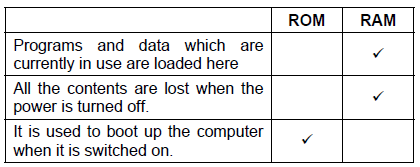 ROM RAM
Programs and data which are
currently in use are loaded here ✓
All the contents are lost when the
power is turned off. ✓
It is used to boot up the computer
when it is switched on. ✓